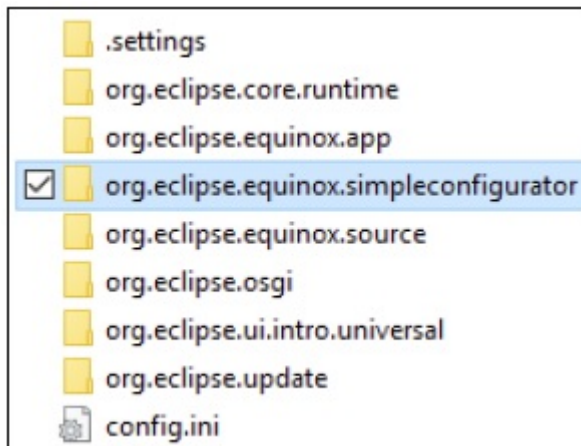 .settings
org.eclipse.core.runtime
org.eclipse.equinox.app
org.eclipse.equinox.simpleconfigurator
org.eclipse.equinox.source
org.eclipse.osgi
org.eclipse.ui.intro.universal
org.eclipse.update
config.ini